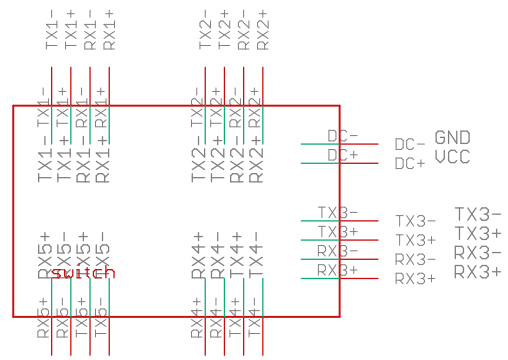 TX1- TX1+ RX1- RX1+ TX2- TX2+ RX2- RX2+
TX1- TX1+ RX1- RX1+ TX2- TX2+ RX2- RX2+
TX1- TX1+ RX1- RX1+ TX2- TX2+ RX2- RX2+
DC- DC- GND
DC+ DC+ VCC
TX3- TX3- TX3-
TX3+ TX3+ TX3+
RX3- RX3- RX3-
RX3+ RX3+ RX3+
RX5+ RX5- TX5+ TX5- RX4+ RX4- TX4+ TX4-
switch
RX5+ RX5- TX5+ TX5- RX4+ RX4- TX4+ TX4-